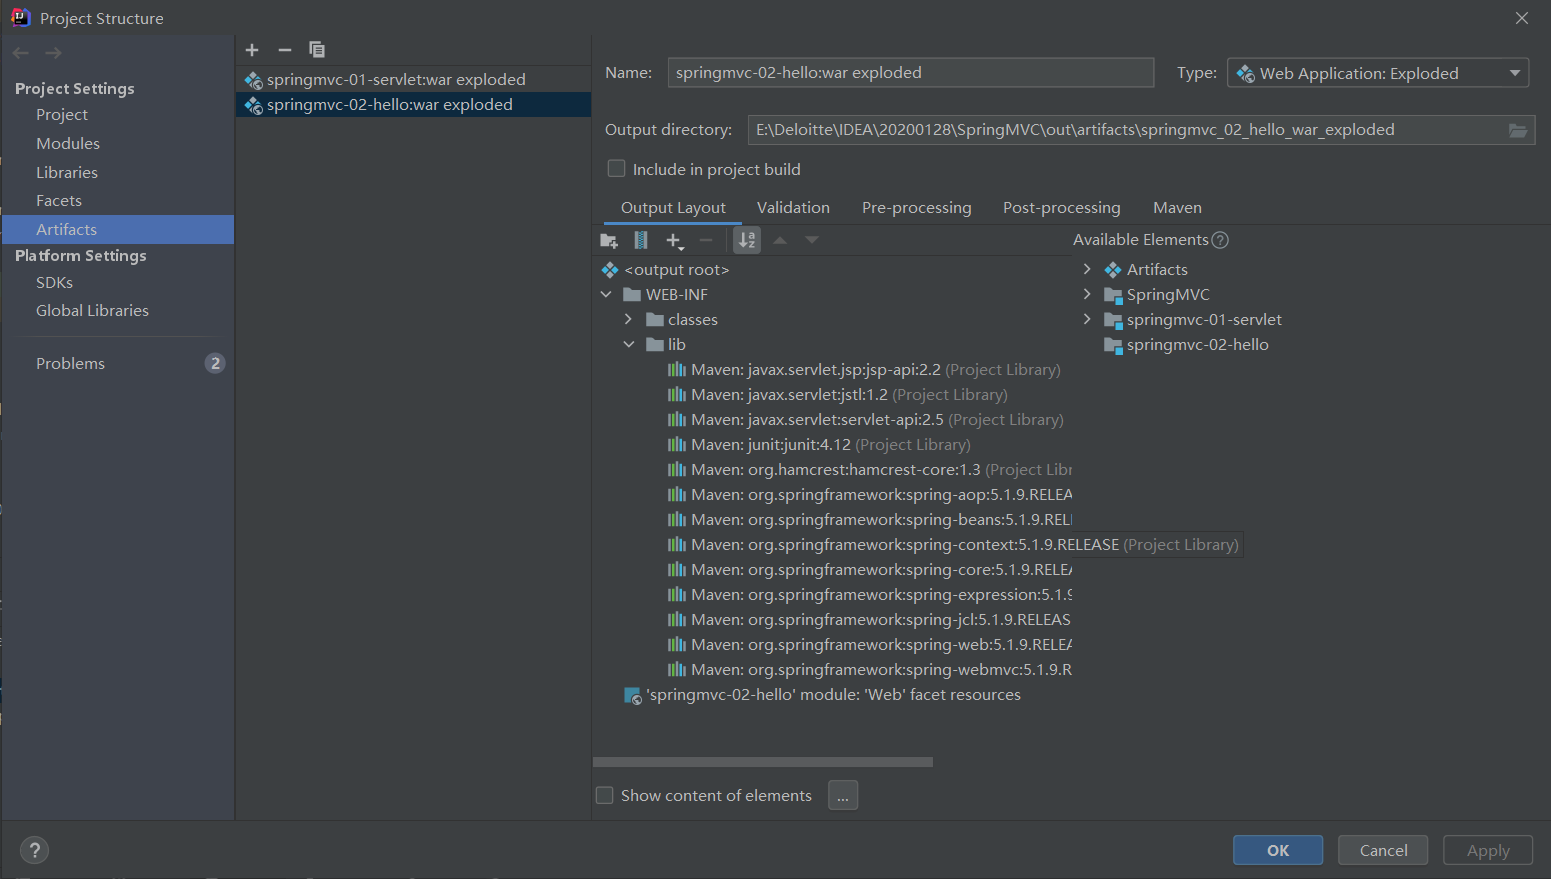 Project Structure
Project Settings
Project
Modules
Libraries
Facets
Artifacts
Platform Settings
SDKs
Global Libraries
Problems 2
springmvc-01-servlet:war exploded
springmvc-02-hello:war exploded
Name: springmvc-02-hello:war exploded Type: Web Application: Exploded
Output directory: E:\Deloitte\IDEA\20200128\SpringMVC\out\artifacts\springmvc_02_hello_war_exploded
Include in project build
Output Layout Validation Pre-processing Post-processing Maven
<output root>
WEB-INF
classes
lib
Maven: javax.servlet.jsp:jsp-api:2.2 (Project Library)
Maven: javax.servlet:jstl:1.2 (Project Library)
Maven: javax.servlet:servlet-api:2.5 (Project Library)
Maven: junit:junit:4.12 (Project Library)
Maven: org.hamcrest:hamcrest-core:1.3 (Project Libr
Maven: org.springframework:spring-aop:5.1.9.RELEA
Maven: org.springframework:spring-beans:5.1.9.REL
Maven: org.springframework:spring-context:5.1.9.RELEASE (Project Library)
Maven: org.springframework:spring-core:5.1.9.RELEA
Maven: org.springframework:spring-expression:5.1.9
Maven: org.springframework:spring-jcl:5.1.9.RELEAS
Maven: org.springframework:spring-web:5.1.9.RELEA
Maven: org.springframework:spring-webmvc:5.1.9.R
'springmvc-02-hello' module: 'Web' facet resources
Available Elements ?
Artifacts
SpringMVC
springmvc-01-servlet
springmvc-02-hello
Show content of elements ...
? OK Cancel Apply